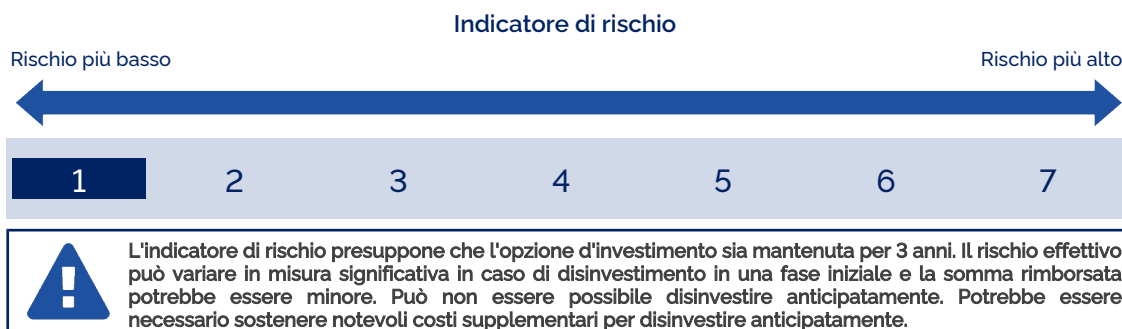 Indicatore di rischio
Rischio più basso
Rischio più alto
1 2 3 4 5 6 7
L'indicatore di rischio presuppone che l'opzione d'investimento sia mantenuta per 3 anni. Il rischio effettivo
può variare in misura significativa in caso di disinvestimento in una fase iniziale e la somma rimborsata
potrebbe essere minore. Può non essere possibile disinvestire anticipatamente. Potrebbe essere
necessario sostenere notevoli costi supplementari per disinvestire anticipatamente.